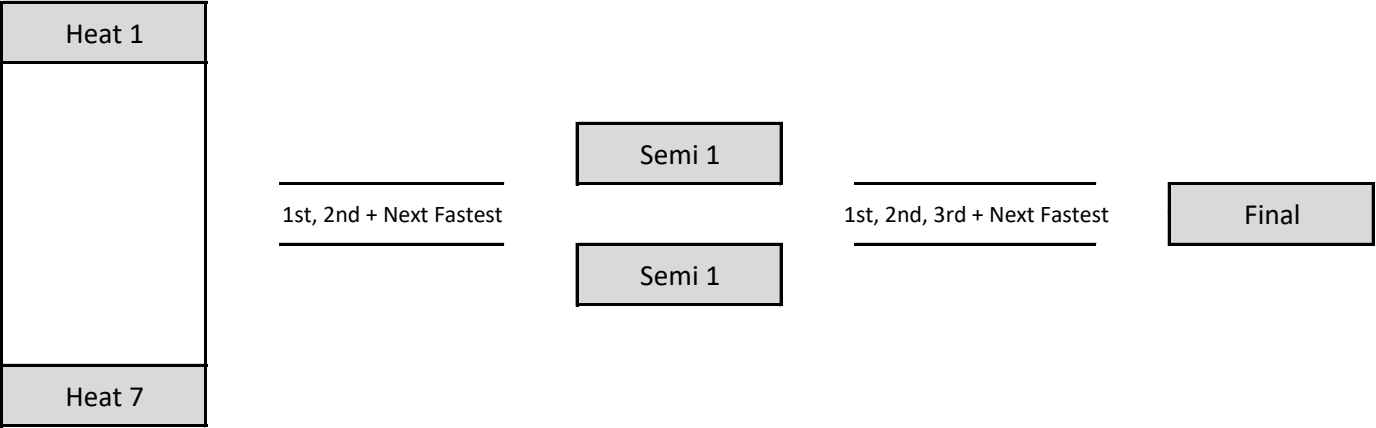 Heat 1
Semi 1
1st, 2nd + Next Fastest
1st, 2nd, 3rd + Next Fastest
Final
Semi 1
Heat 7